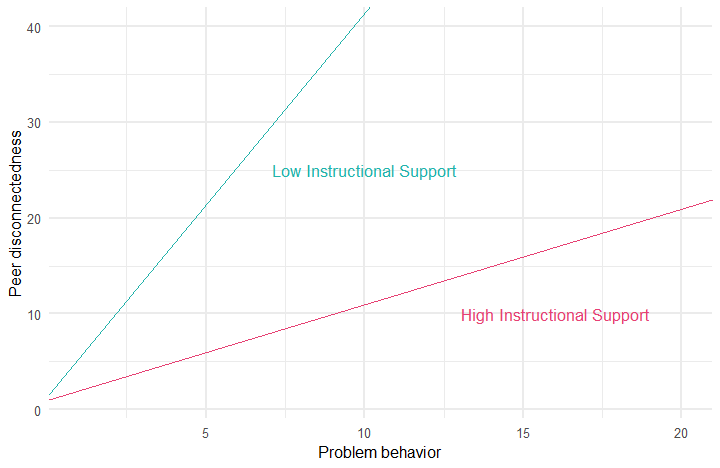 40
30
20
10
0
Peer disconnectedness
Low Instructional Support
High Instructional Support
5 10 15 20
Problem behavior